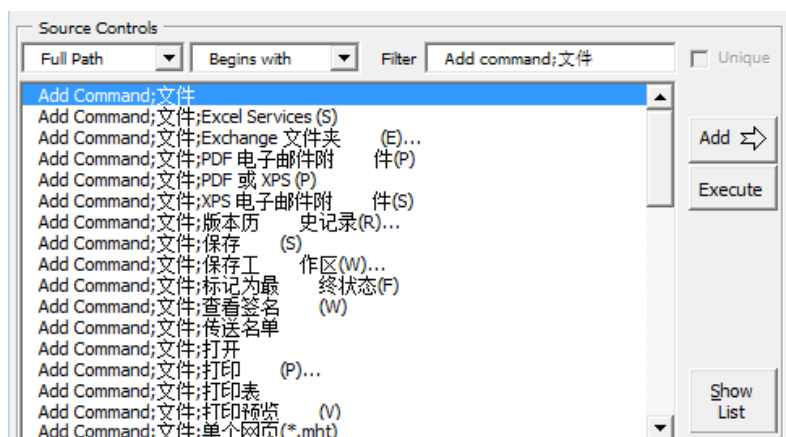 Source Controls
Full Path Begins with Filter Add command;文件 Unique
Add Command;文件
Add Command;文件;Excel Services (S)
Add Command;文件;Exchange 文件夹 (E)...
Add Command;文件;PDF 电子邮件附 件(P)
Add Command;文件;PDF 或 XPS (P)
Add Command;文件;XPS 电子邮件附 件(S)
Add Command;文件;版本历 史记录(R)...
Add Command;文件;保存 (S)
Add Command;文件;保存工 作区(W)...
Add Command;文件;标记为最 终状态(F)
Add Command;文件;查看签名 (W)
Add Command;文件;传送名单
Add Command;文件;打开
Add Command;文件;打印 (P)...
Add Command;文件;打印表
Add Command;文件;打印预览 (V)
Add Command;文件;单个网页(*.mht)
Add
Execute
Show
List